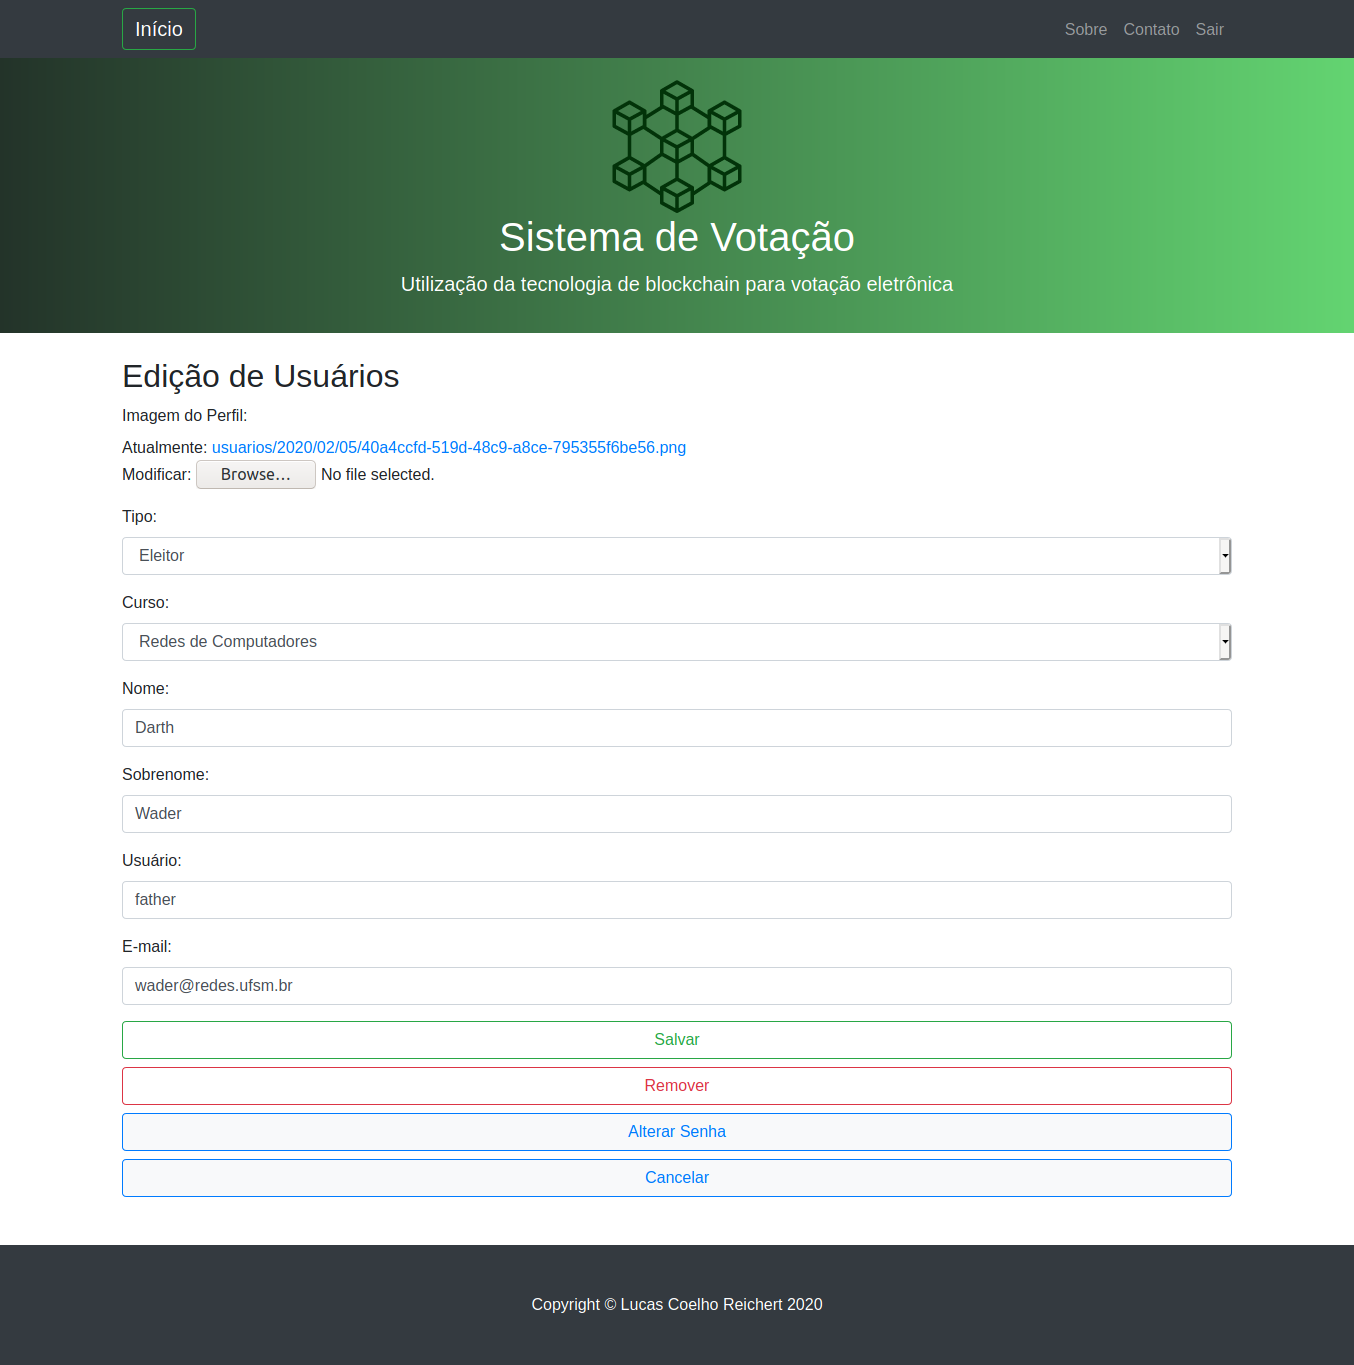 Início
Sobre Contato Sair
Sistema de Votação
Utilização da tecnologia de blockchain para votação eletrônica
Edição de Usuários
Imagem do Perfil:
Atualmente: usuarios/2020/02/05/40a4ccfd-519d-48c9-a8ce-795355f6be56.png
Modificar: Browse… No file selected.
Tipo:
Eleitor
Curso:
Redes de Computadores
Nome:
Darth
Sobrenome:
Wader
Usuário:
father
E-mail:
wader@redes.ufsm.br
Salvar
Remover
Alterar Senha
Cancelar
Copyright © Lucas Coelho Reichert 2020